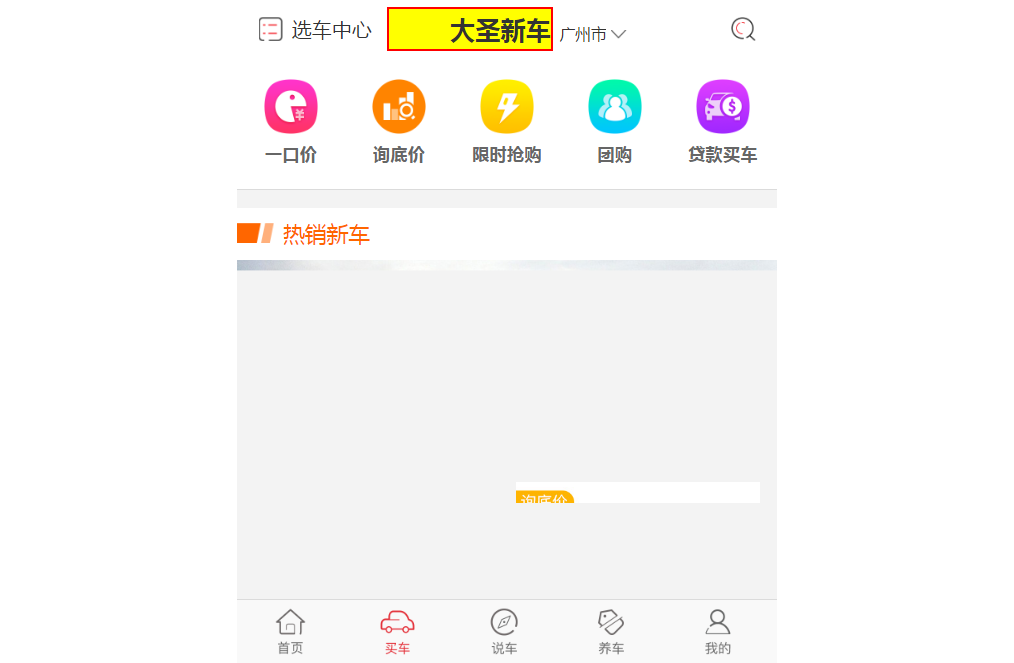 选车中心 大圣新车 广州市
一口价 询底价 限时抢购 团购 贷款买车
热销新车
询底价
首页 买车 说车 养车 我的